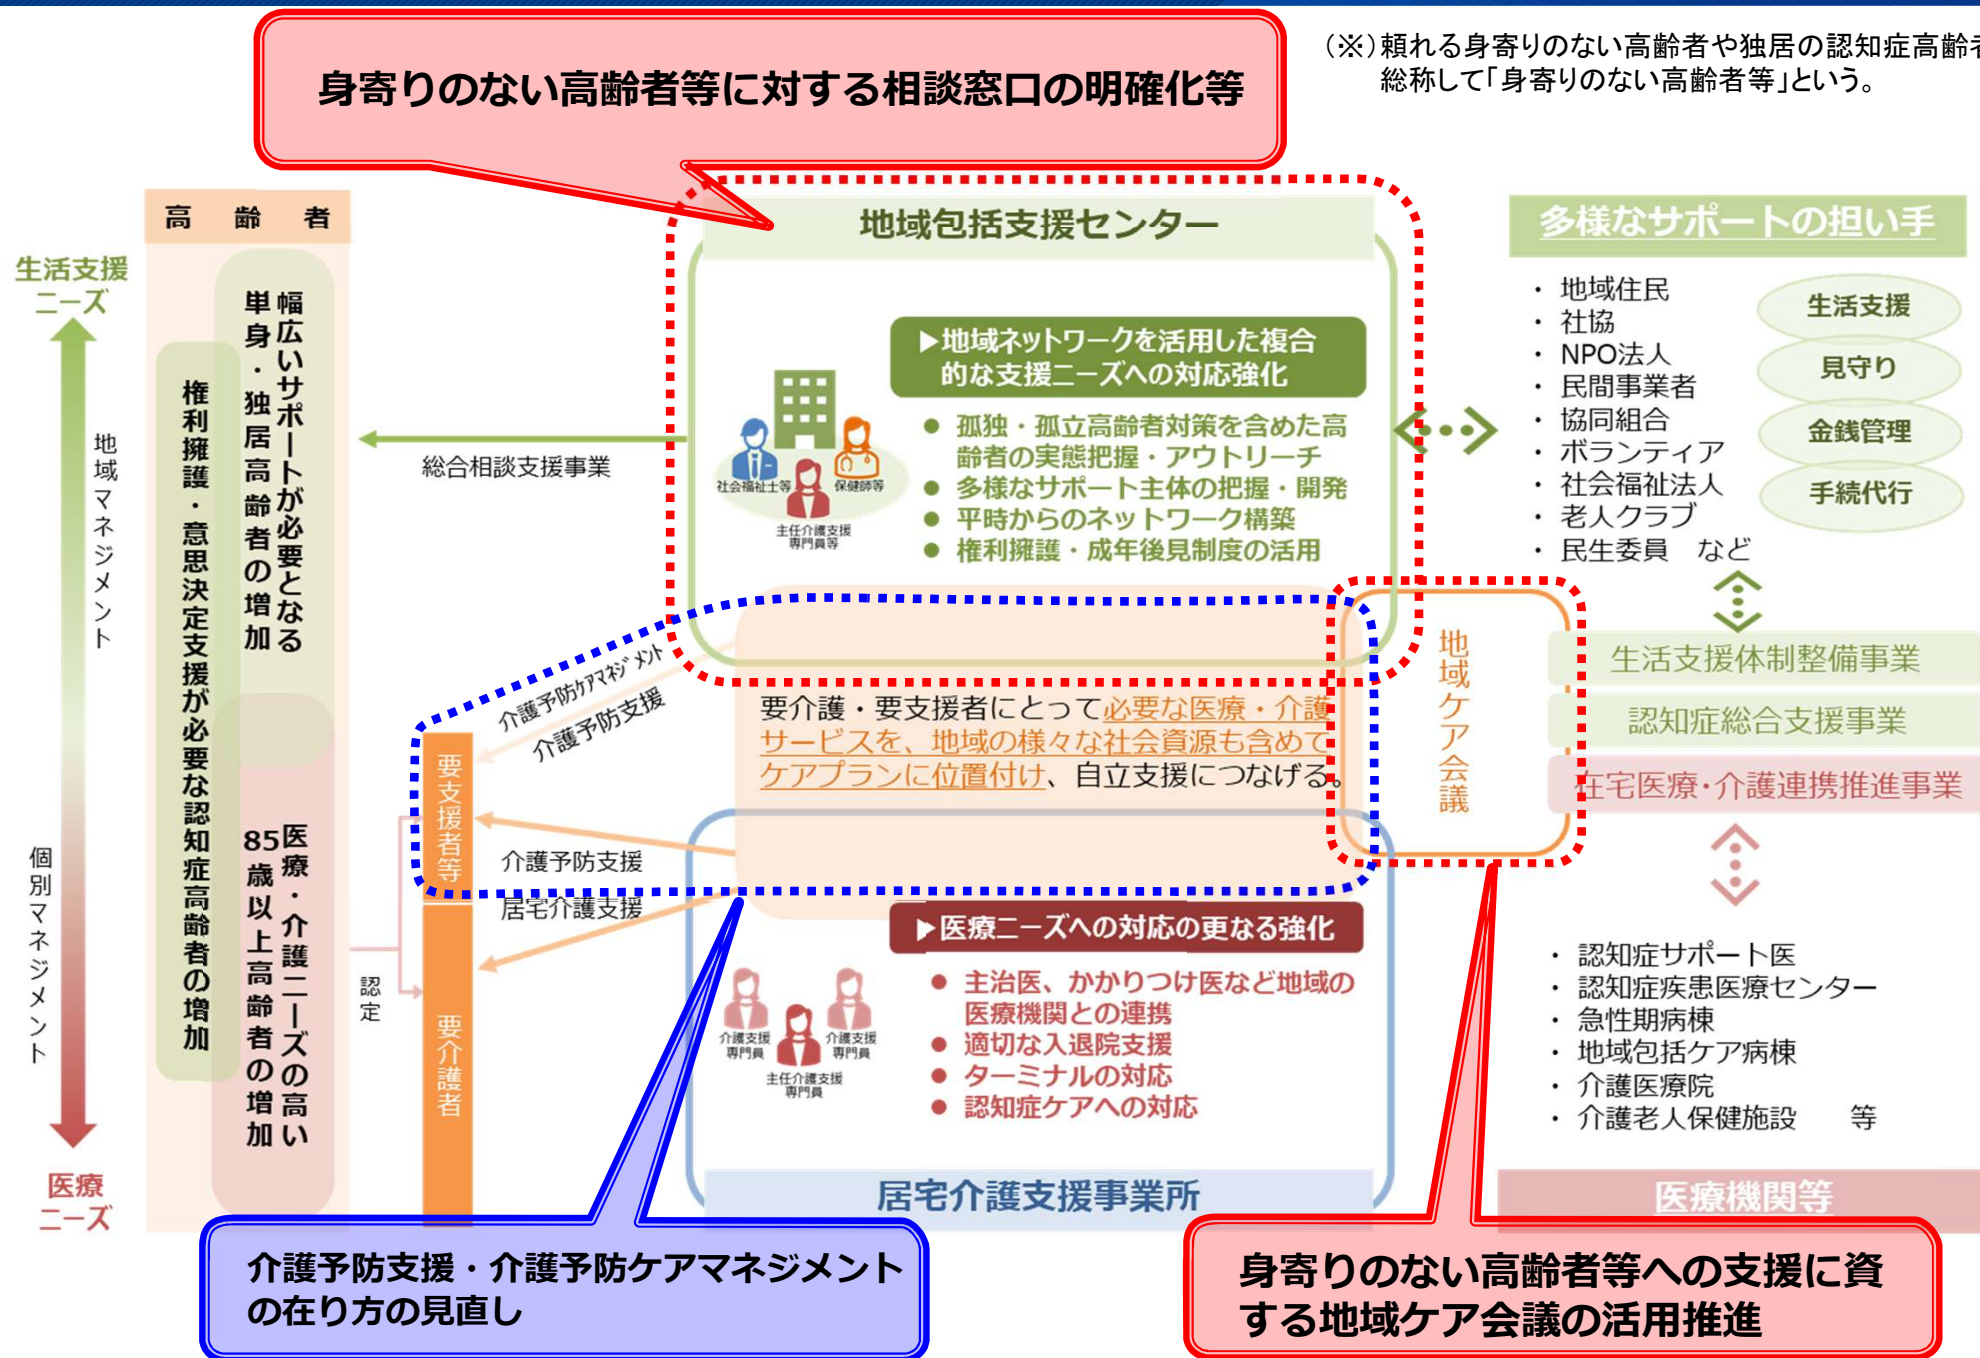 身寄りのない高齢者等に対する相談窓口の明確化等
(※)頼れる身寄りのない高齢者や独居の認知症高齢者
総称して「身寄りのない高齢者等」という。
高齢者
生活支援
ニーズ
地域マネジメント
個別マネジメント
医療
ニーズ
幅広いサポートが必要となる
単身・独居高齢者の増加
権利擁護・意思決定支援が必要な認知症高齢者の増加
医療・介護ニーズの高い
85歳以上高齢者の増加
認定
総合相談支援事業
介護予防ケアマネジメント
介護予防支援
要支援者等
介護予防支援
居宅介護支援
要介護者
地域包括支援センター
▶地域ネットワークを活用した複合
的な支援ニーズへの対応強化
社会福祉士等
保健師等
主任介護支援
専門員等
● 孤独・孤立高齢者対策を含めた高
齢者の実態把握・アウトリーチ
● 多様なサポート主体の把握・開発
● 平時からのネットワーク構築
● 権利擁護・成年後見制度の活用
要介護・要支援者にとって必要な医療・介護
サービスを、地域の様々な社会資源も含めて
ケアプランに位置付け、自立支援につなげる。
地域ケア会議
▶医療ニーズへの対応の更なる強化
介護支援
専門員
介護支援
専門員
主任介護支援
専門員
● 主治医、かかりつけ医など地域の
医療機関との連携
● 適切な入退院支援
● ターミナルの対応
● 認知症ケアへの対応
居宅介護支援事業所
多様なサポートの担い手
・ 地域住民
・ 社協
・ NPO法人
・ 民間事業者
・ 協同組合
・ ボランティア
・ 社会福祉法人
・ 老人クラブ
・ 民生委員 など
生活支援
見守り
金銭管理
手続代行
生活支援体制整備事業
認知症総合支援事業
在宅医療・介護連携推進事業
・ 認知症サポート医
・ 認知症疾患医療センター
・ 急性期病棟
・ 地域包括ケア病棟
・ 介護医療院
・ 介護老人保健施設 等
医療機関等
介護予防支援・介護予防ケアマネジメント
の在り方の見直し
身寄りのない高齢者等への支援に資
する地域ケア会議の活用推進